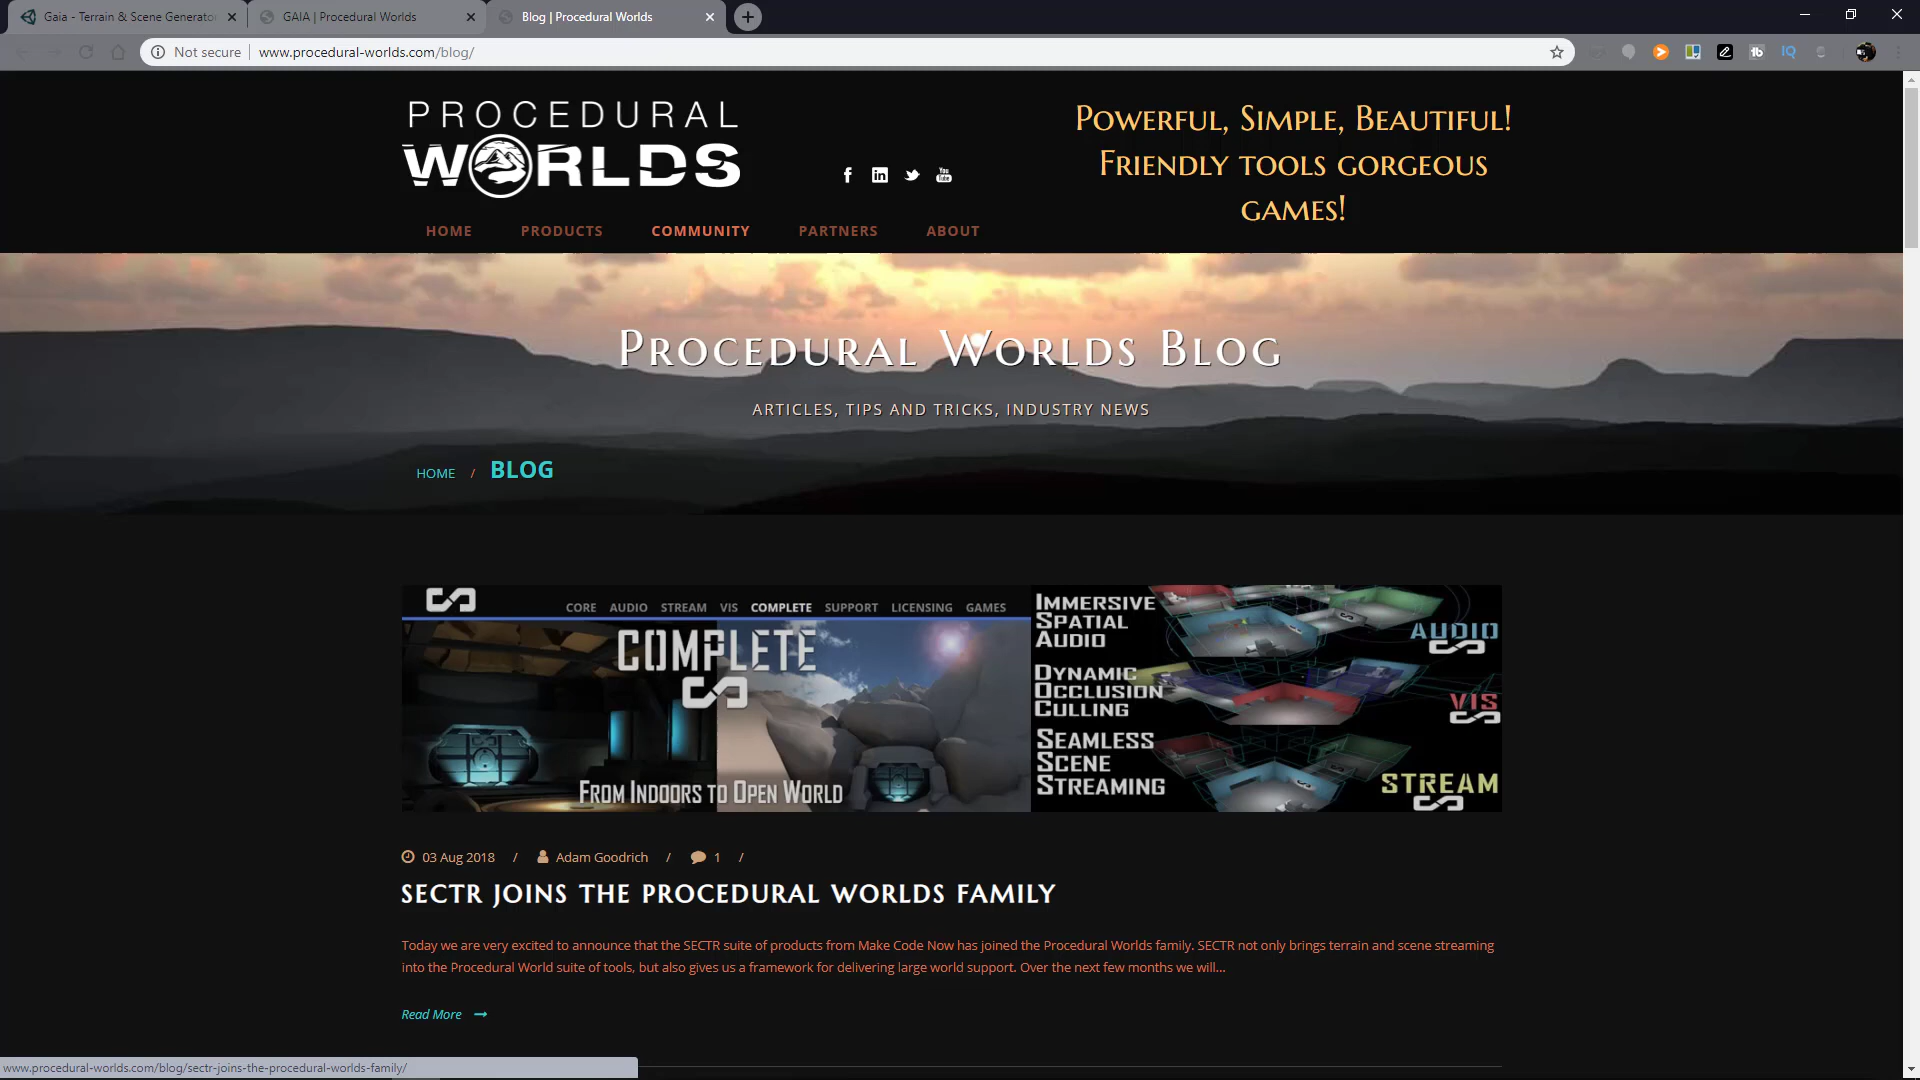 Gaia - Terrain & Scene Generator
GAIA | Procedural Worlds
Blog | Procedural Worlds
Not secure
www.procedural-worlds.com/blog/
PROCEDURAL
WORLDS
Powerful, Simple, Beautiful!
Friendly tools gorgeous
games!
HOME
PRODUCTS
COMMUNITY
PARTNERS
ABOUT
Procedural Worlds Blog
ARTICLES, TIPS AND TRICKS, INDUSTRY NEWS
HOME / BLOG
CORE AUDIO STREAM VIS COMPLETE SUPPORT LICENSING GAMES
COMPLETE
From Indoors to Open World
Immersive
Spatial
Audio
AUDIO
Dynamic
Occlusion
Culling
VIS
Seamless
Scene
Streaming
STREAM
03 Aug 2018 / Adam Goodrich / 1 /
SECTR JOINS THE PROCEDURAL WORLDS FAMILY
Today we are very excited to announce that the SECTR suite of products from Make Code Now has joined the Procedural Worlds family. SECTR not only brings terrain and scene streaming
into the Procedural World suite of tools, but also gives us a framework for delivering large world support. Over the next few months we will...
Read More
www.procedural-worlds.com/blog/sectr-joins-the-procedural-worlds-family/